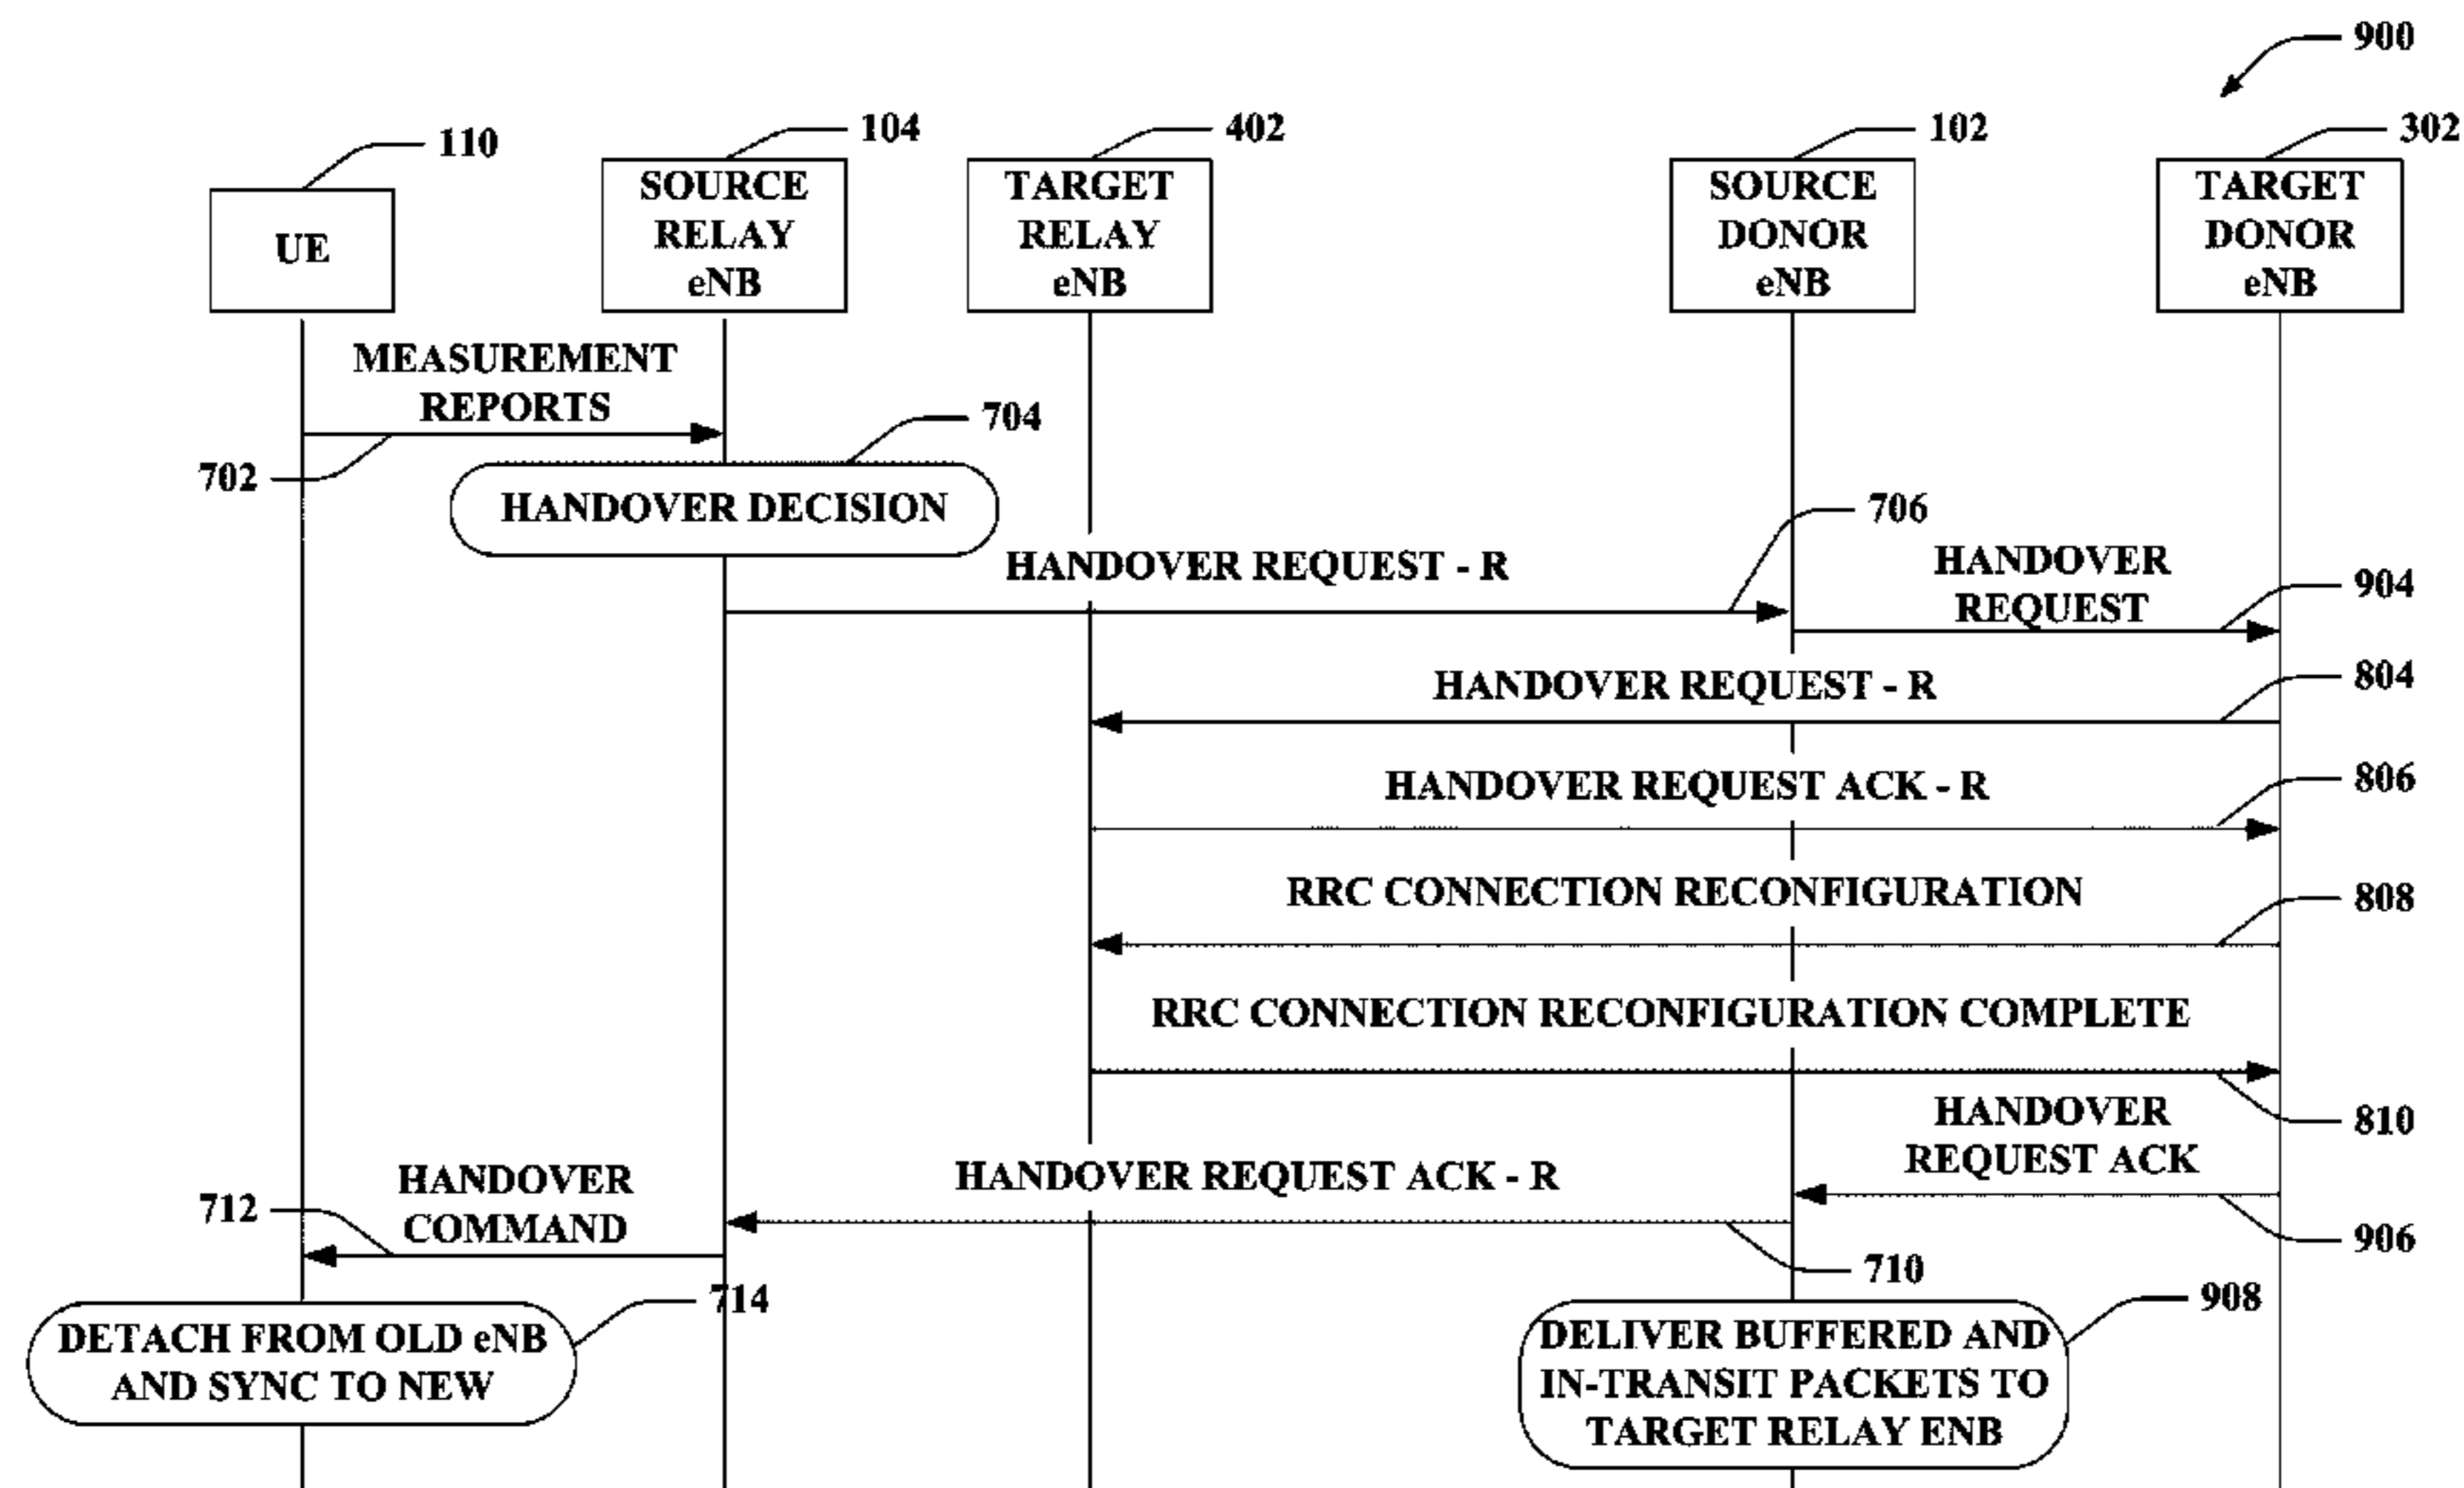 900
110
104
402
102
302
UE
SOURCE
RELAY
eNB
TARGET
RELAY
eNB
SOURCE
DONOR
eNB
TARGET
DONOR
eNB
MEASUREMENT
REPORTS
702
704
HANDOVER DECISION
706
HANDOVER REQUEST - R
HANDOVER
REQUEST
904
HANDOVER REQUEST - R
804
HANDOVER REQUEST ACK - R
806
RRC CONNECTION RECONFIGURATION
808
RRC CONNECTION RECONFIGURATION COMPLETE
810
HANDOVER
REQUEST ACK
906
HANDOVER REQUEST ACK - R
710
HANDOVER
COMMAND
712
714
DETACH FROM OLD eNB
AND SYNC TO NEW
908
DELIVER BUFFERED AND
IN-TRANSIT PACKETS TO
TARGET RELAY ENB